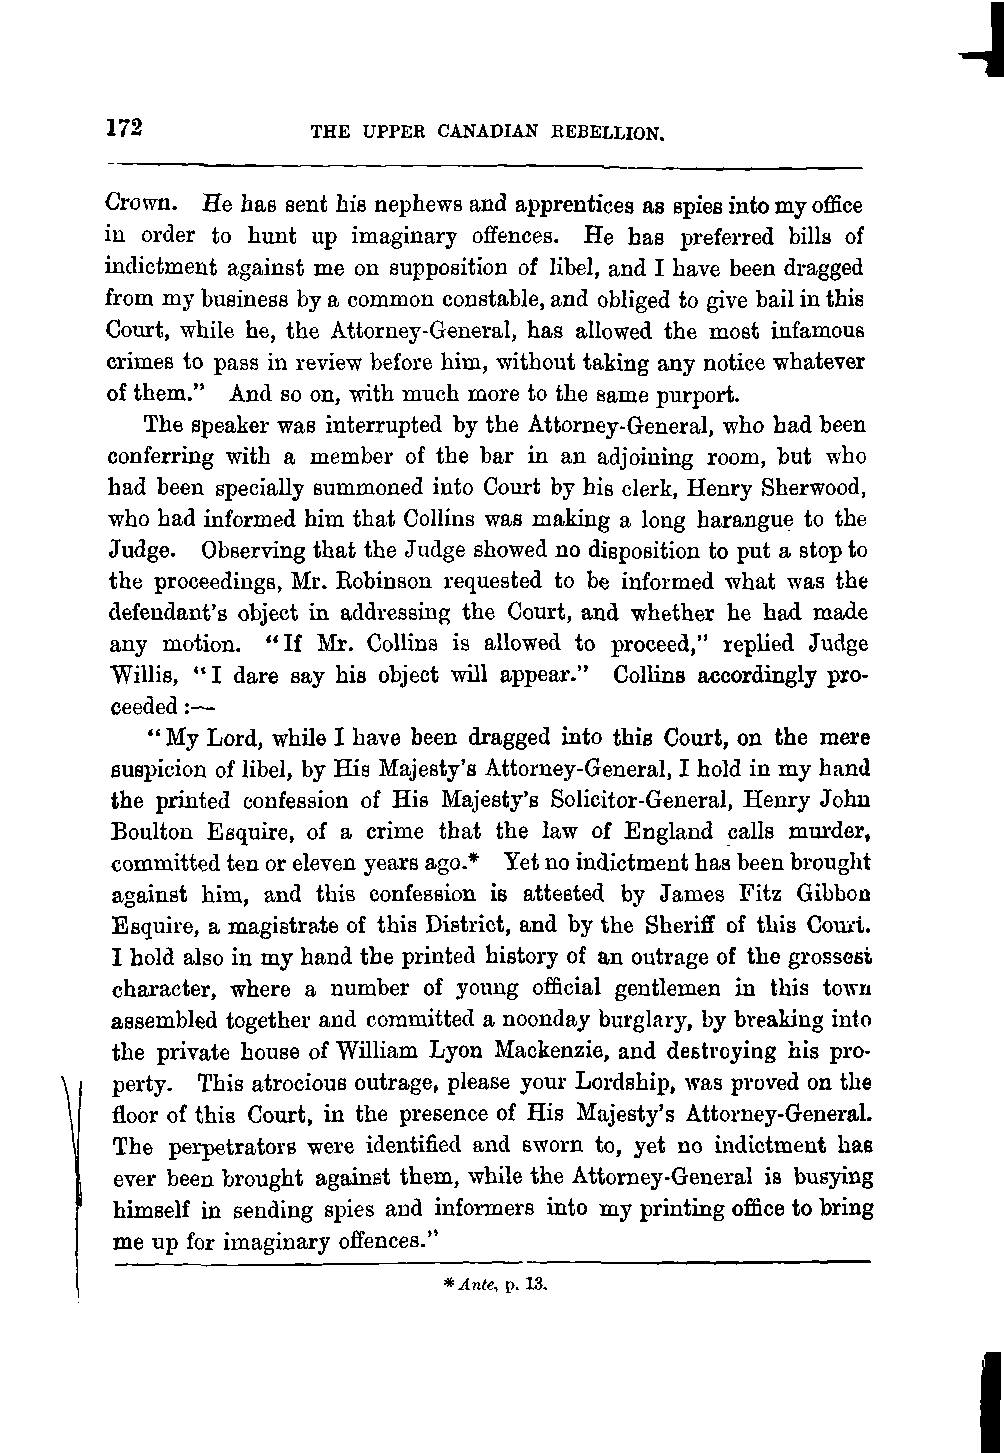 172 THE UPPER CANADIAN REBELLION.
Crown. He has sent his nephews and apprentices as spies into my office
in order to hunt up imaginary offences. He has preferred bills of
indictment against me on supposition of libel, and I have been dragged
from my business by a common constable, and obliged to give bail in this
Court, while he, the Attorney-General, has allowed the most infamous
crimes to pass in review before him, without taking any notice whatever
of them.” And so on, with much more to the same purport.
The speaker was interrupted by the Attorney-General, who had been
conferring with a member of the bar in an adjoining room, but who
had been specially summoned into Court by his clerk, Henry Sherwood,
who had informed him that Collins was making a long harangue to the
Judge. Observing that the Judge showed no disposition to put a stop to
the proceedings, Mr. Robinson requested to be informed what was the
defendant's object in addressing the Court, and whether he had made
any motion. “If Mr. Collins is allowed to proceed,” replied Judge
Willis, “I dare say his object will appear.” Collins accordingly pro-
ceeded :—
“My Lord, while I have been dragged into this Court, on the mere
suspicion of libel, by His Majesty's Attorney-General, I hold in my hand
the printed confession of His Majesty's Solicitor-General, Henry John
Boulton Esquire, of a crime that the law of England calls murder,
committed ten or eleven years ago.* Yet no indictment has been brought
against him, and this confession is attested by James Fitz Gibbon
Esquire, a magistrate of this District, and by the Sheriff of this Court.
I hold also in my hand the printed history of an outrage of the grossest
character, where a number of young official gentlemen in this town
assembled together and committed a noonday burglary, by breaking into
the private house of William Lyon Mackenzie, and destroying his pro-
perty. This atrocious outrage, please your Lordship, was proved on the
floor of this Court, in the presence of His Majesty's Attorney-General.
The perpetrators were identified and sworn to, yet no indictment has
ever been brought against them, while the Attorney-General is busying
himself in sending spies and informers into my printing office to bring
me up for imaginary offences.”
* Ante, p. 13.